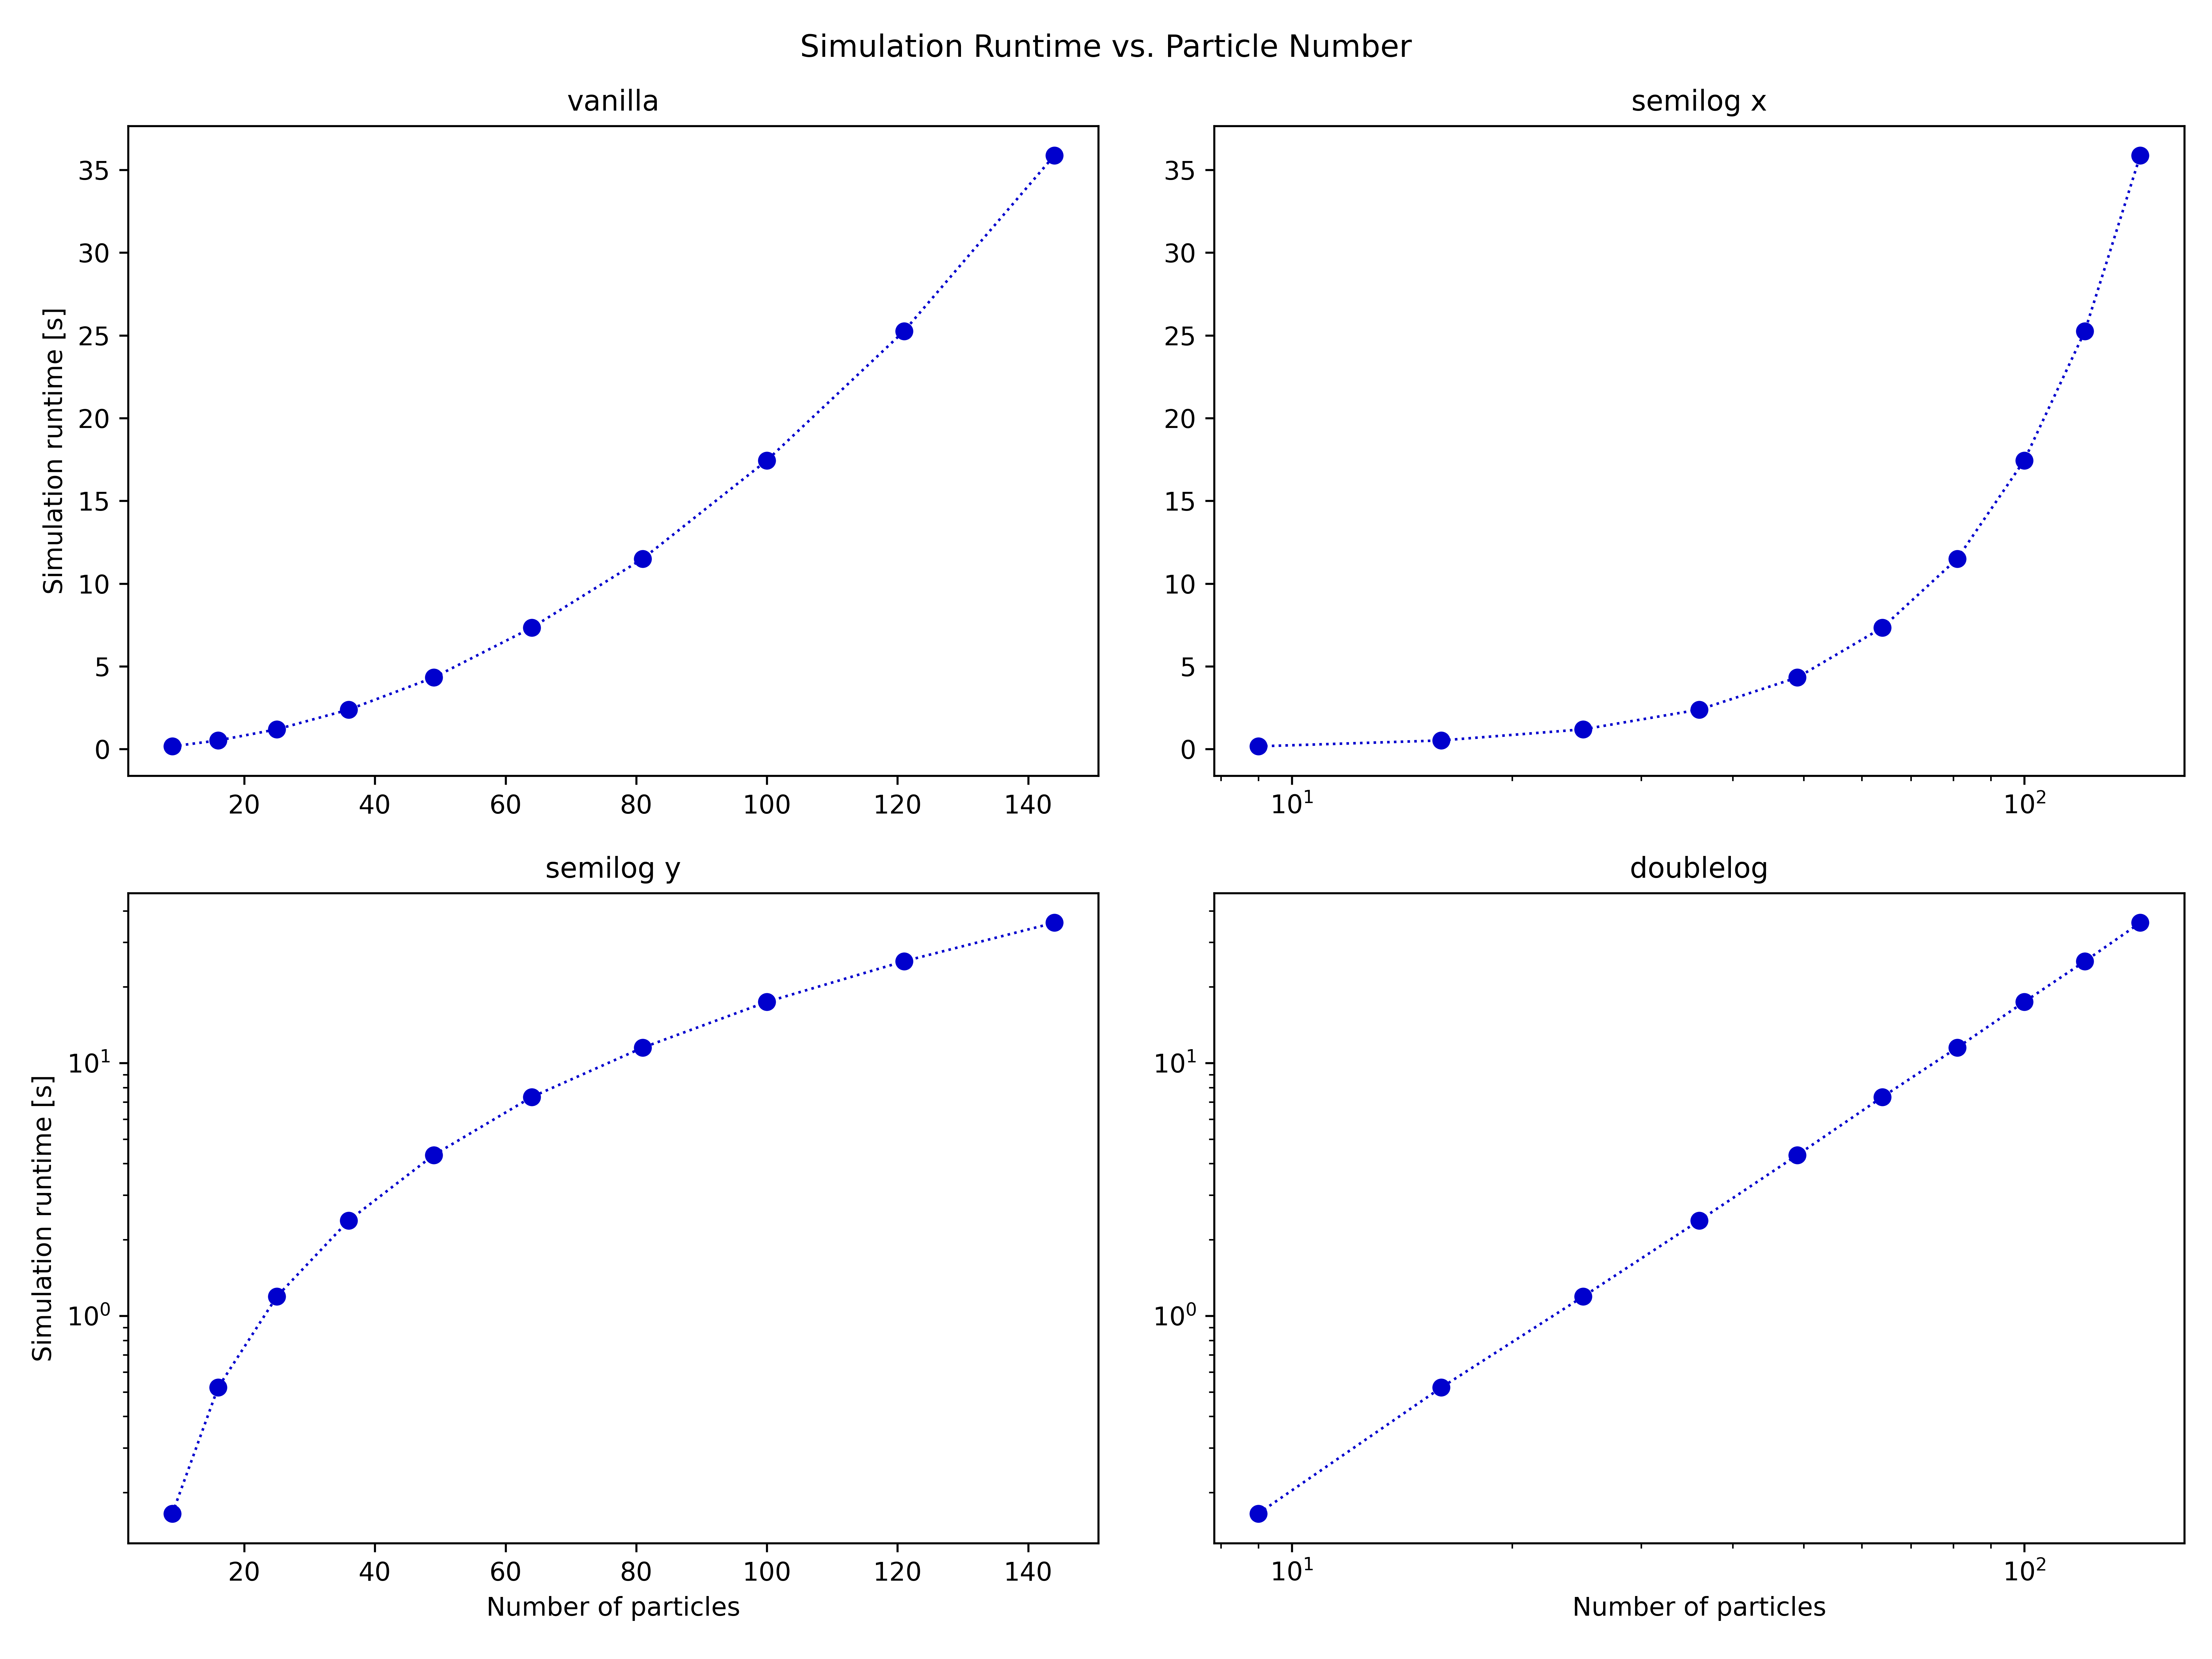 Simulation Runtime vs. Particle Number
vanilla
Simulation runtime [s]
35
30
25
20
15
10
5
0
20 40 60 80 100 120 140
semilog x
35
30
25
20
15
10
5
0
10¹ 10²
semilog y
Simulation runtime [s]
10¹
10⁰
20 40 60 80 100 120 140
Number of particles
doublelog
10¹
10⁰
10¹ 10²
Number of particles